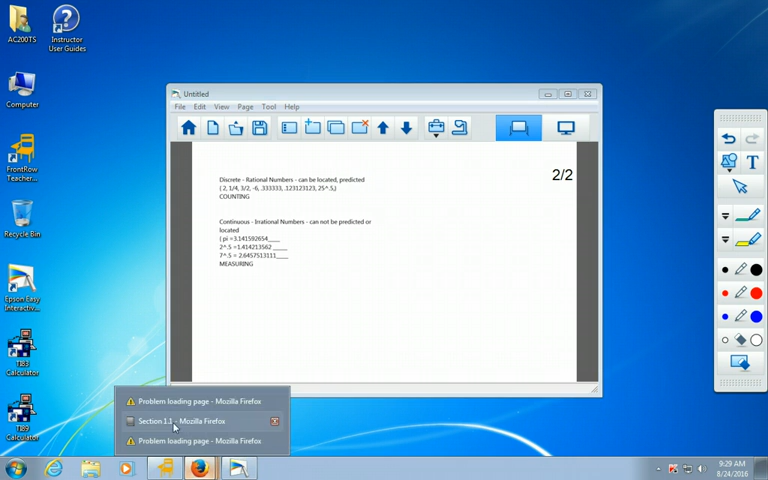 AC200TS
Instructor
User Guides
Computer
FrontRow
Teacher...
Recycle Bin
Epson Easy
Interactiv...
TI83
Calculator
TI89
Calculator
Untitled
File Edit View Page Tool Help
2/2
Discrete - Rational Numbers - can be located, predicted
( 2, 1/4, 3/2, -6, .333333, .123123123, 25^.5,)
COUNTING
Continuous - Irrational Numbers - can not be predicted or
located
( pi =3.141592654____
2^.5 =1.414213562 _____
7^.5 = 2.6457513111____
MEASURING
T
Problem loading page - Mozilla Firefox
Section 1.1 - Mozilla Firefox
Problem loading page - Mozilla Firefox
9:29 AM
8/24/2016